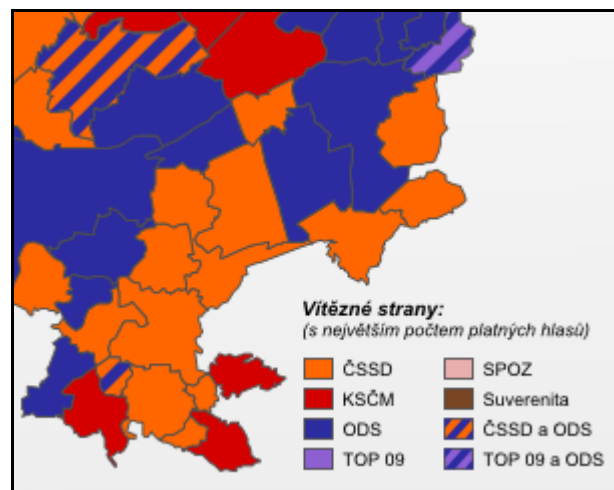 Vítězné strany:
(s největším počtem platných hlasů)
ČSSD
SPOZ
KSČM
Suverenita
ODS
ČSSD a ODS
TOP 09
TOP 09 a ODS